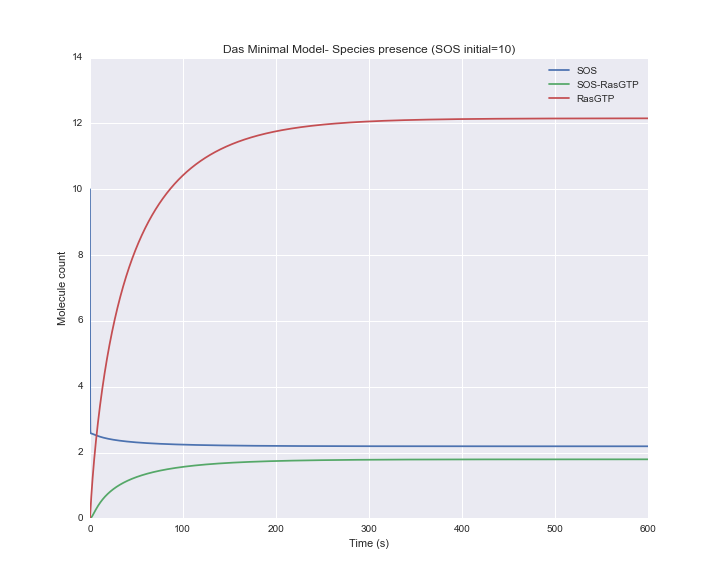 Das Minimal Model- Species presence (SOS initial=10)
14
12
10
8
6
4
2
0
Molecule count
SOS
SOS-RasGTP
RasGTP
0 100 200 300 400 500 600
Time (s)